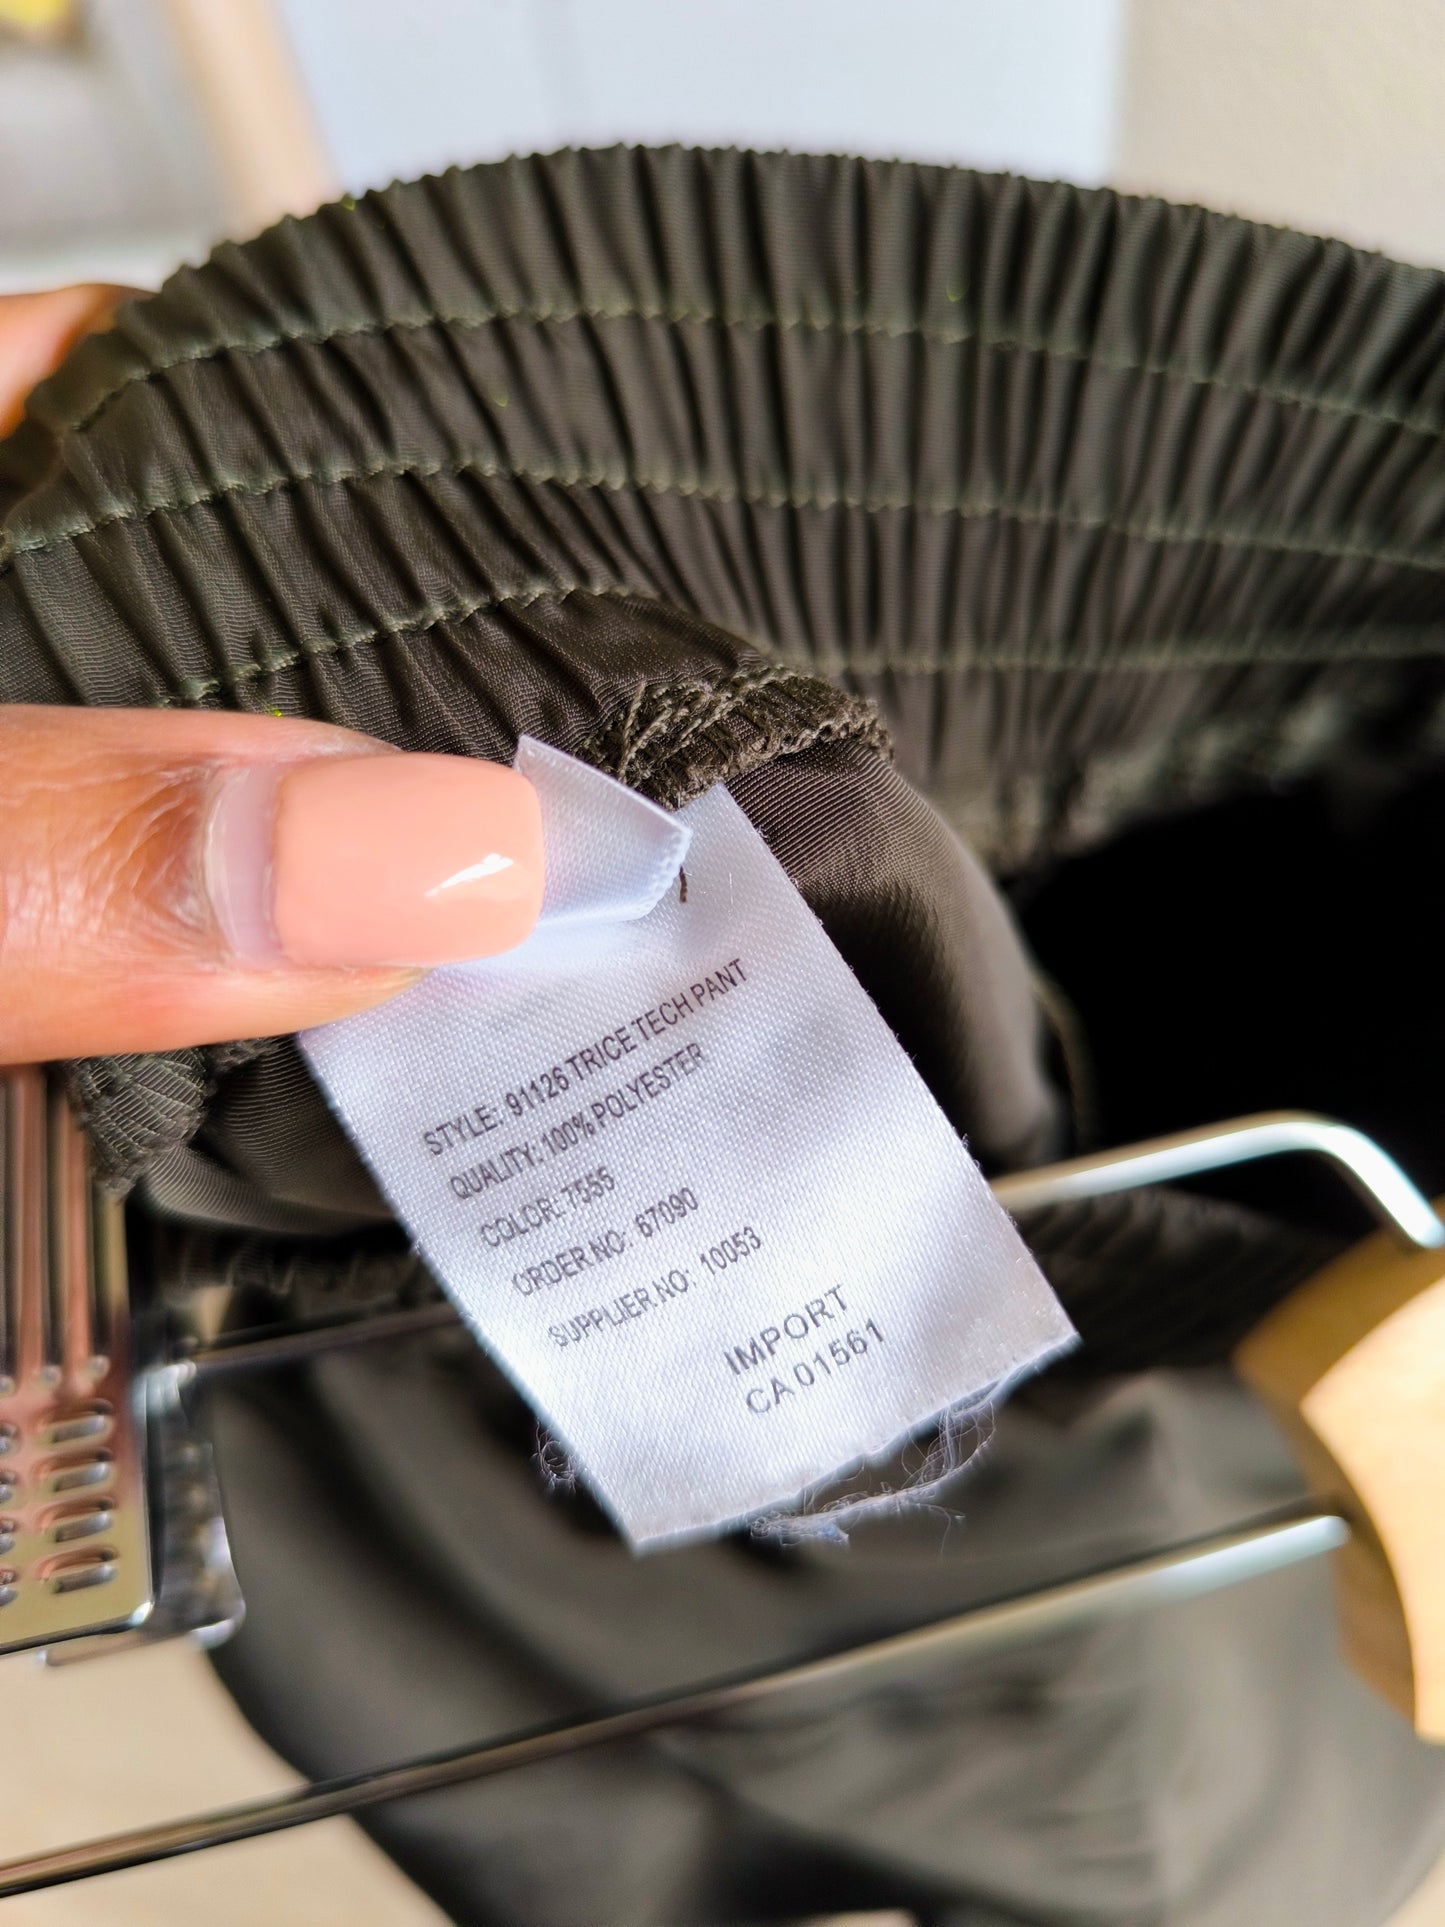 STYLE: 91126 TRICE TECH PANT
QUALITY: 100% POLYESTER
COLOR: 7555
ORDER NO: 67090
SUPPLIER NO: 10053
IMPORT
CA 01561